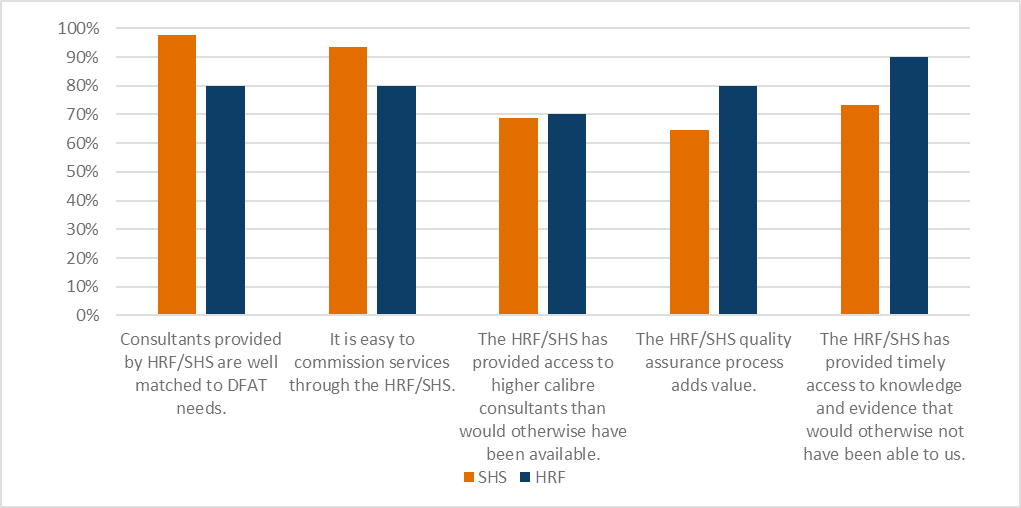 100%
90%
80%
70%
60%
50%
40%
30%
20%
10%
0%
Consultants provided
by HRF/SHS are well
matched to DFAT
needs.
It is easy to
commission services
through the HRF/SHS.
The HRF/SHS has
provided access to
higher calibre
consultants than
would otherwise have
been available.
The HRF/SHS quality
assurance process
adds value.
The HRF/SHS has
provided timely
access to knowledge
and evidence that
would otherwise not
have been able to us.
SHS HRF